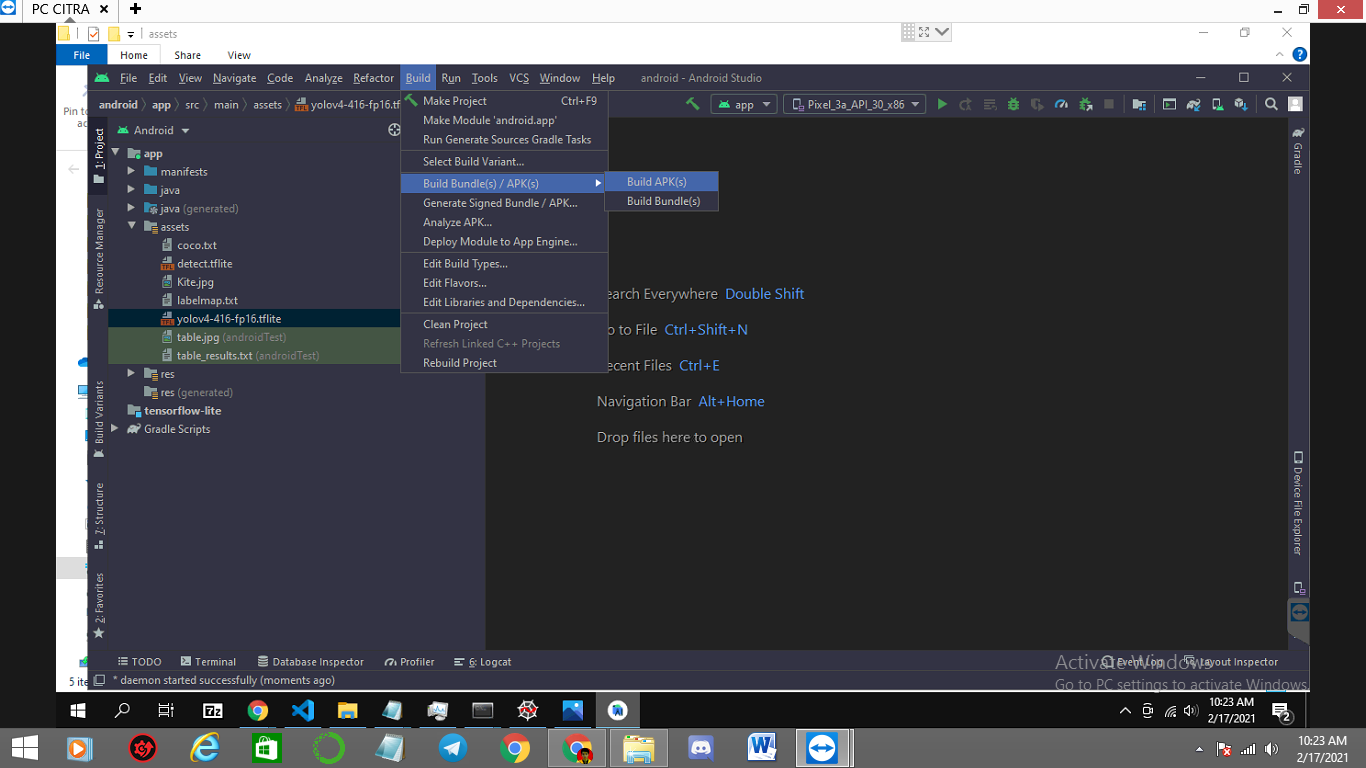 PC CITRA
assets
File Home Share View
File Edit View Navigate Code Analyze Refactor Build Run Tools VCS Window Help android - Android Studio
android app src main assets yolov4-416-fp16.tf
app Pixel_3a_API_30_x86
Pin to
Android
1: Project
Resource Manager
Build Variants
7: Structure
2: Favorites
app
manifests
java
java (generated)
assets
coco.txt
detect.tflite
Kite.jpg
labelmap.txt
yolov4-416-fp16.tflite
table.jpg (androidTest)
table_results.txt (androidTest)
res
res (generated)
tensorflow-lite
Gradle Scripts
Make Project Ctrl+F9
Make Module 'android.app'
Run Generate Sources Gradle Tasks
Select Build Variant...
Build Bundle(s) / APK(s)
Generate Signed Bundle / APK...
Analyze APK...
Deploy Module to App Engine...
Edit Build Types...
Edit Flavors...
Edit Libraries and Dependencies...
Clean Project
Refresh Linked C++ Projects
Rebuild Project
Build APK(s)
Build Bundle(s)
earch Everywhere Double Shift
o to File Ctrl+Shift+N
ecent Files Ctrl+E
Navigation Bar Alt+Home
Drop files here to open
Gradle
Device File Explorer
TODO Terminal Database Inspector Profiler 6: Logcat Event Log Layout Inspector
5 ite
* daemon started successfully (moments ago)
Activate Windows
Go to PC settings to activate Windows.
10:23 AM
2/17/2021
2
10:23 AM
2/17/2021